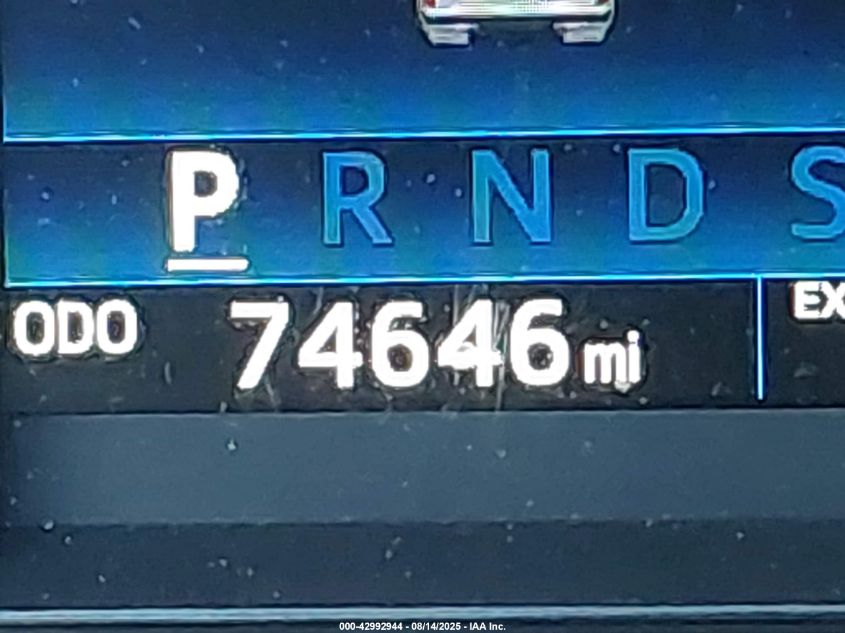 P R N D S
ODO 74646 mi EX
000-42992944 - 08/14/2025 - IAA Inc.